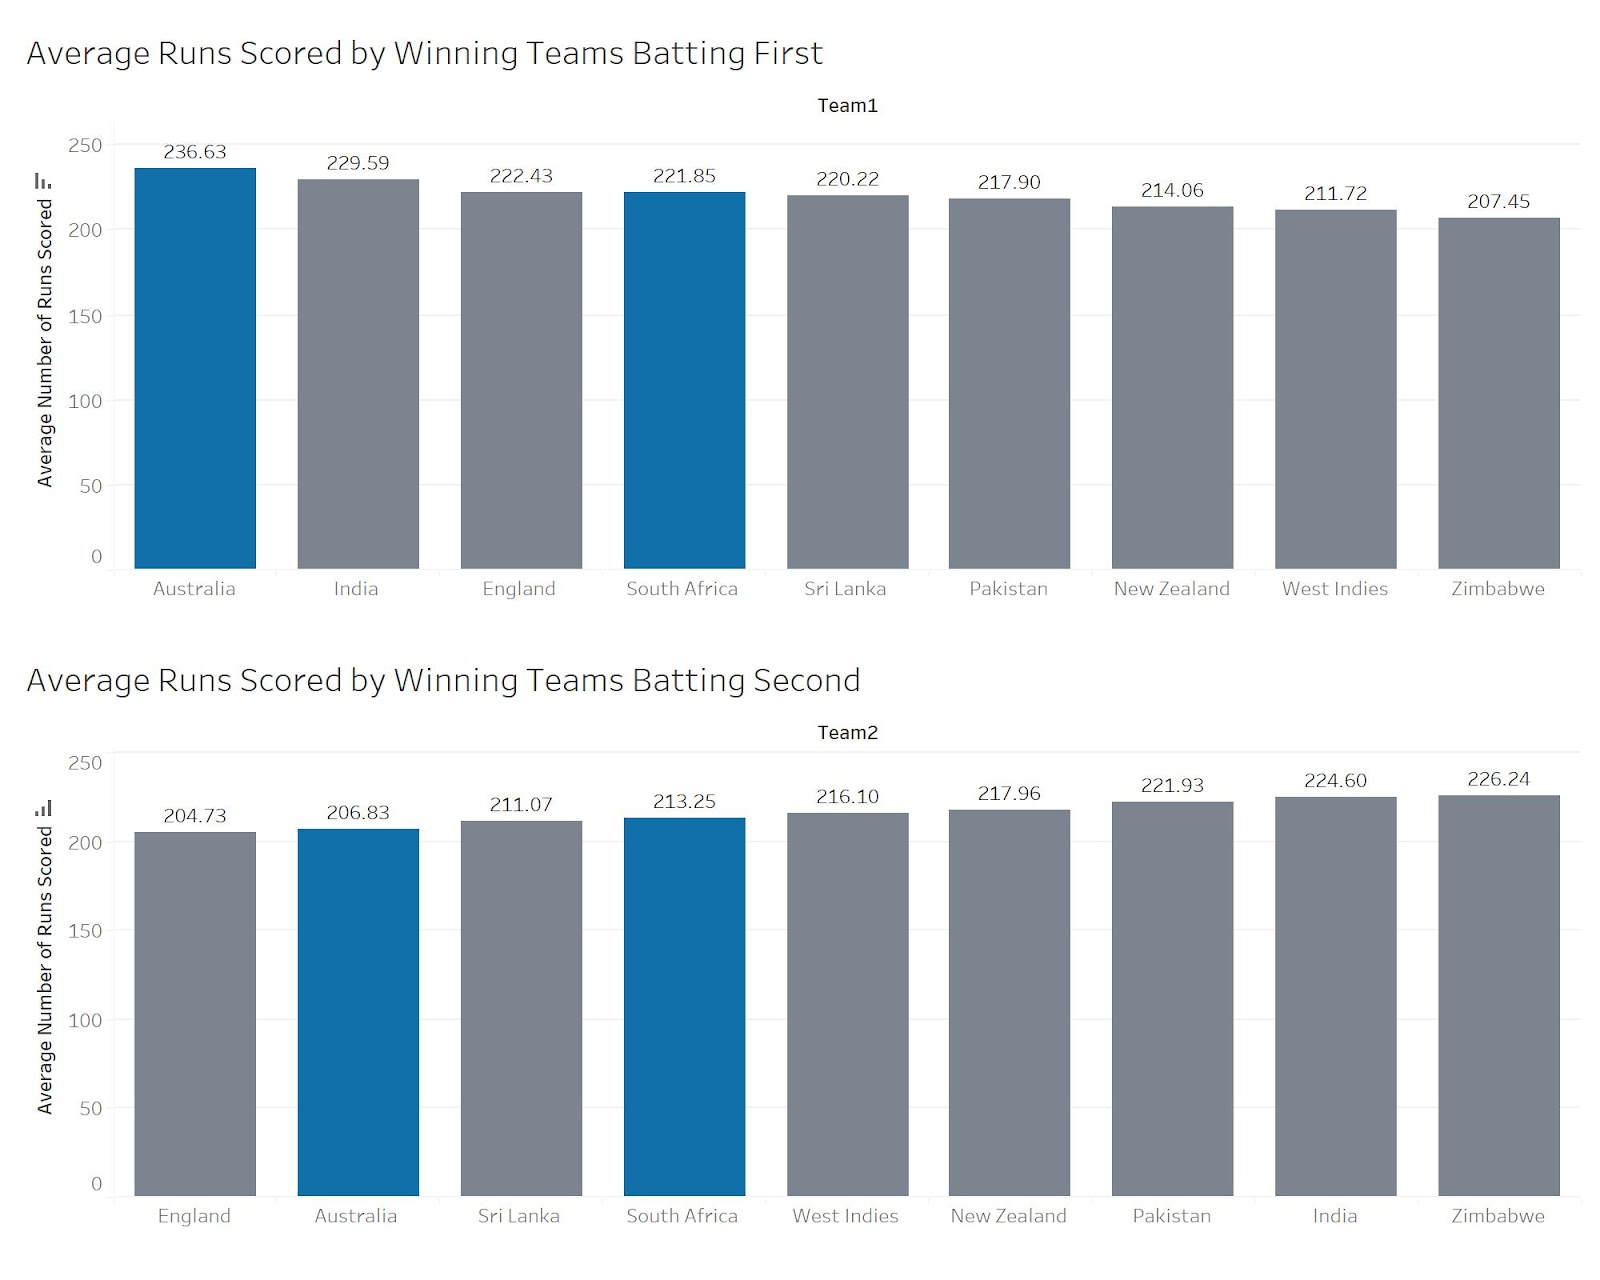 Average Runs Scored by Winning Teams Batting First
Team1
Average Number of Runs Scored
250
200
150
100
50
0
236.63
229.59
222.43
221.85
220.22
217.90
214.06
211.72
207.45
Australia
India
England
South Africa
Sri Lanka
Pakistan
New Zealand
West Indies
Zimbabwe
Average Runs Scored by Winning Teams Batting Second
Team2
Average Number of Runs Scored
250
200
150
100
50
0
204.73
206.83
211.07
213.25
216.10
217.96
221.93
224.60
226.24
England
Australia
Sri Lanka
South Africa
West Indies
New Zealand
Pakistan
India
Zimbabwe